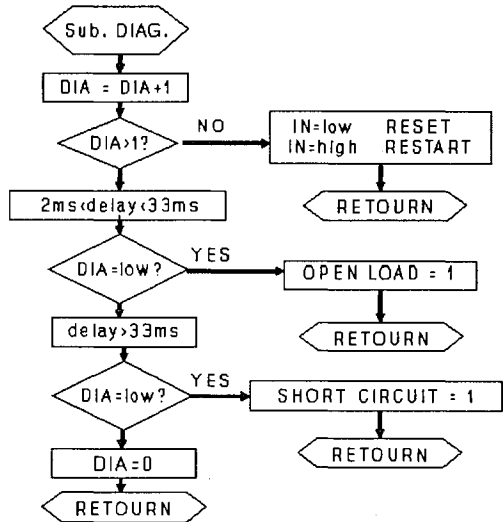 Sub. DIAG.
DIA = DIA+1
DIA>1?
NO
IN=low RESET
IN=high RESTART
RETOURN
2ms<delay<33ms
DIA=low?
YES
OPEN LOAD = 1
RETOURN
delay>33ms
DIA=low?
YES
SHORT CIRCUIT = 1
RETOURN
DIA=0
RETOURN